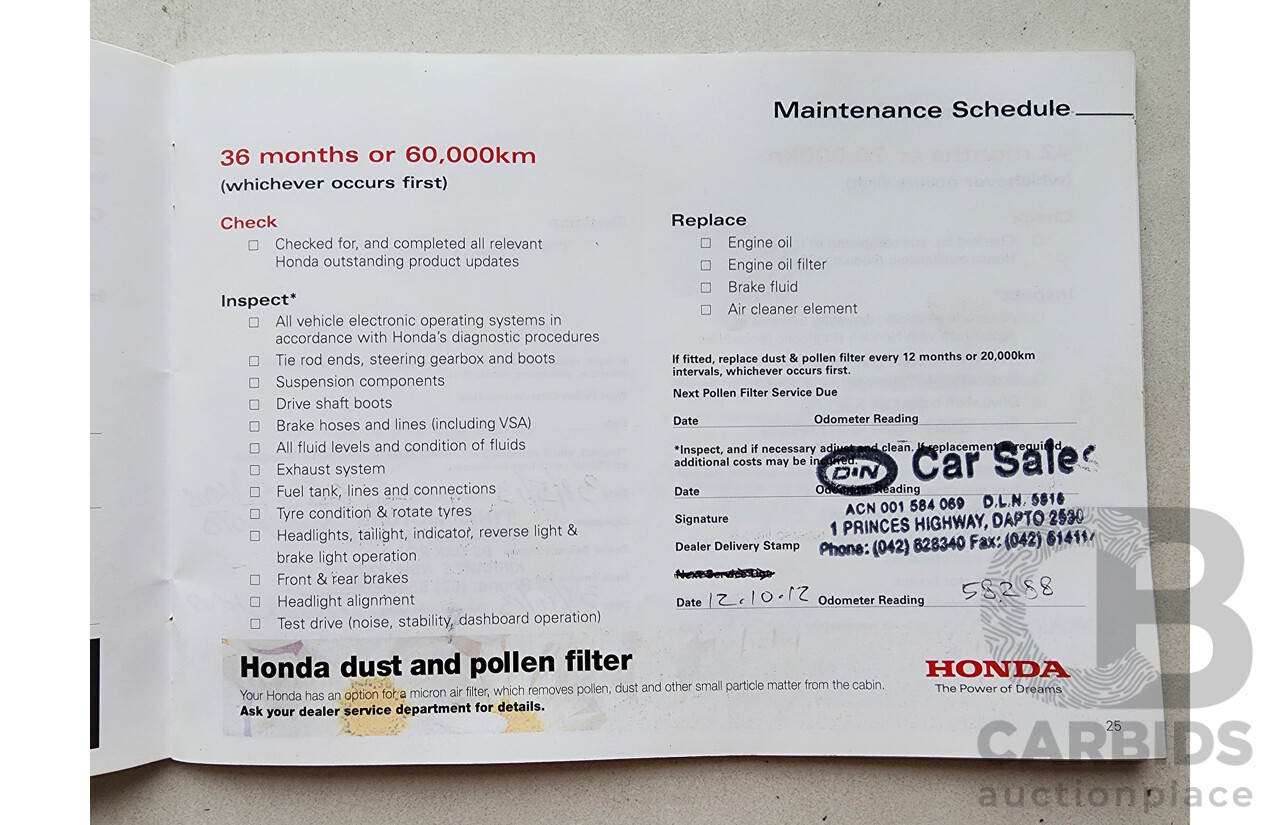 Maintenance Schedule
36 months or 60,000km
(whichever occurs first)
Check
Checked for, and completed all relevant
Honda outstanding product updates
Inspect*
All vehicle electronic operating systems in
accordance with Honda's diagnostic procedures
Tie rod ends, steering gearbox and boots
Suspension components
Drive shaft boots
Brake hoses and lines (including VSA)
All fluid levels and condition of fluids
Exhaust system
Fuel tank, lines and connections
Tyre condition & rotate tyres
Headlights, tailight, indicator, reverse light &
brake light operation
Front & rear brakes
Headlight alignment
Test drive (noise, stability, dashboard operation)
Replace
Engine oil
Engine oil filter
Brake fluid
Air cleaner element
If fitted, replace dust & pollen filter every 12 months or 20,000km
intervals, whichever occurs first.
Next Pollen Filter Service Due
Date Odometer Reading
*Inspect, and if necessary adjust and clean. If replacement is required,
additional costs may be incurred.
D·N Car Sales
Date Odometer Reading
ACN 001 584 069 D.L.N. 5816
Signature
1 PRINCES HIGHWAY, DAPTO 2530
Dealer Delivery Stamp
Phone: (042) 628340 Fax: (042) 61411
Next Service Due
Date 12.10.12 Odometer Reading 58288
Honda dust and pollen filter
Your Honda has an option for a micron air filter, which removes pollen, dust and other small particle matter from the cabin.
Ask your dealer service department for details.
HONDA
The Power of Dreams
25
CB
CARBIDS
auctionplace